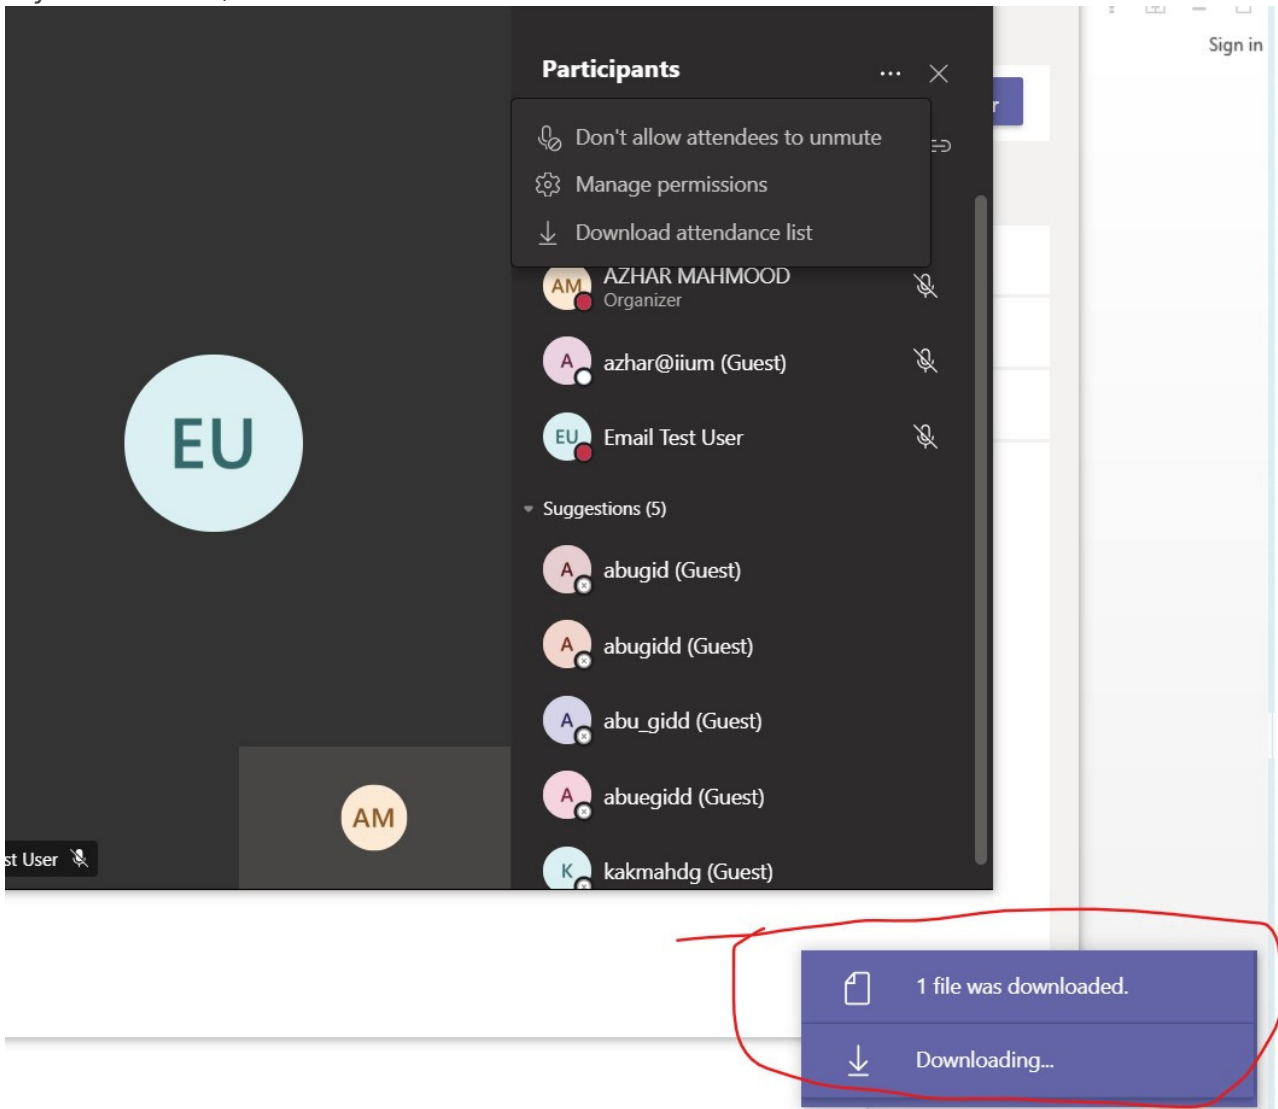 Sign in
Participants
r
Don't allow attendees to unmute
Manage permissions
Download attendance list
AM
AZHAR MAHMOOD
Organizer
A
azhar@iium (Guest)
EU
EU
Email Test User
Suggestions (5)
A
abugid (Guest)
A
abugidd (Guest)
A
abu_gidd (Guest)
A
abuegidd (Guest)
AM
st User
K
kakmahdg (Guest)
1 file was downloaded.
Downloading...